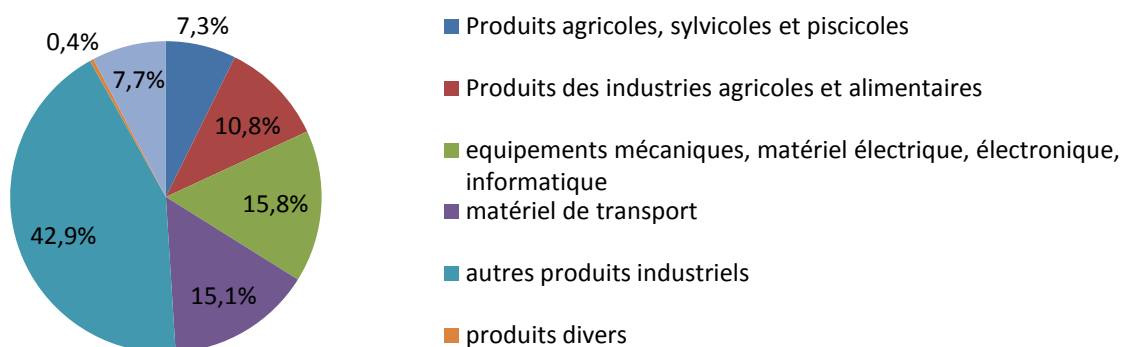 7,3%
0,4%
7,7%
10,8%
15,8%
42,9%
15,1%
Produits agricoles, sylvicoles et piscicoles
Produits des industries agricoles et alimentaires
equipements mécaniques, matériel électrique, électronique,
informatique
matériel de transport
autres produits industriels
produits divers